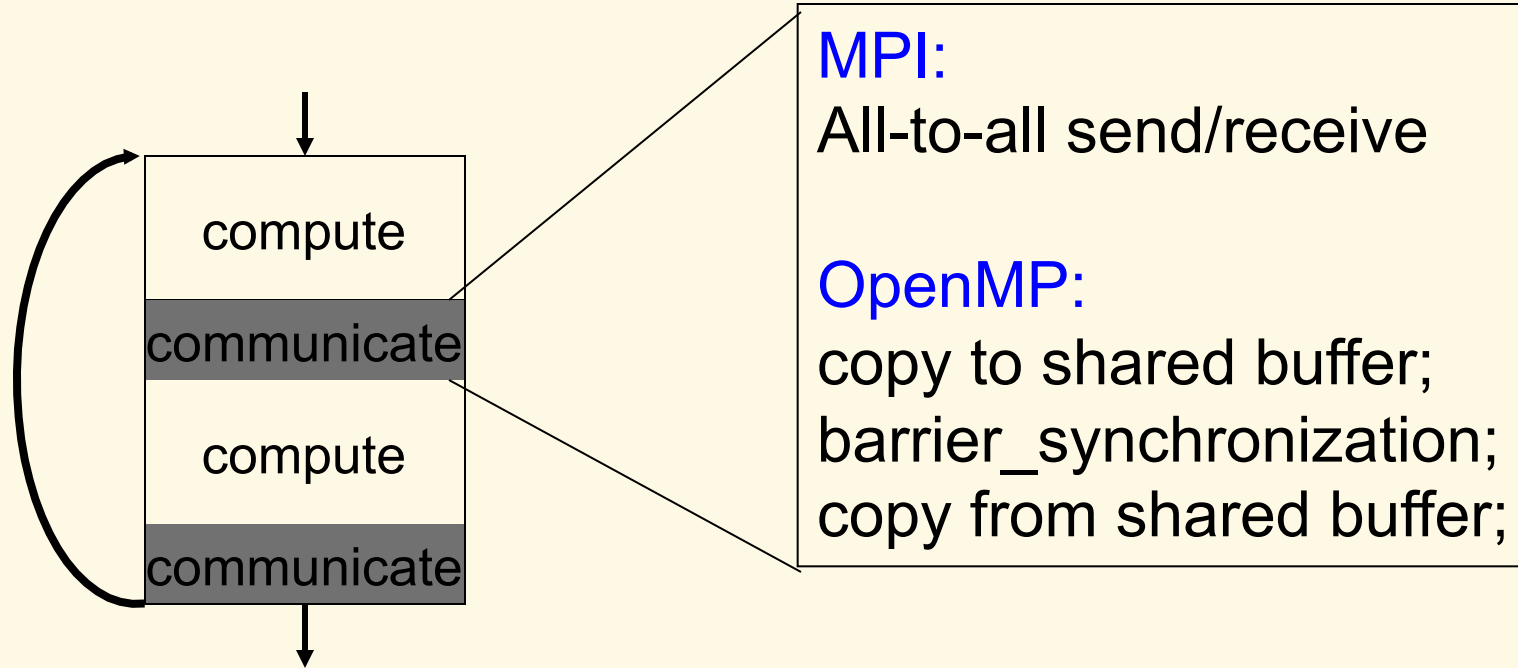 compute
communicate
compute
communicate
MPI:
All-to-all send/receive
OpenMP:
copy to shared buffer;
barrier_synchronization;
copy from shared buffer;